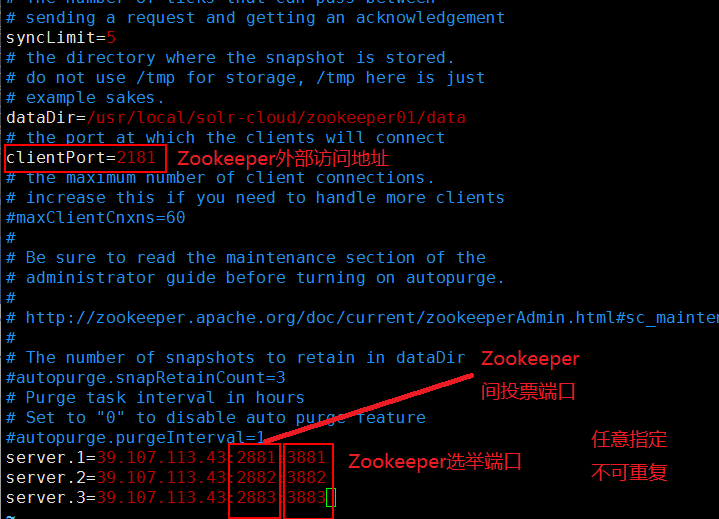 # The number of ticks that can pass between
# sending a request and getting an acknowledgement
syncLimit=5
# the directory where the snapshot is stored.
# do not use /tmp for storage, /tmp here is just
# example sakes.
dataDir=/usr/local/solr-cloud/zookeeper01/data
# the port at which the clients will connect
clientPort=2181 Zookeeper外部访问地址
# the maximum number of client connections.
# increase this if you need to handle more clients
#maxClientCnxns=60
#
# Be sure to read the maintenance section of the
# administrator guide before turning on autopurge.
#
# http://zookeeper.apache.org/doc/current/zookeeperAdmin.html#sc_mainten
#
# The number of snapshots to retain in dataDir
#autopurge.snapRetainCount=3
# Purge task interval in hours
# Set to "0" to disable auto purge feature
#autopurge.purgeInterval=1
Zookeeper
间投票端口
server.1=39.107.113.43:2881:3881
server.2=39.107.113.43:2882:3882
server.3=39.107.113.43:2883:3883
~
Zookeeper选举端口
任意指定
不可重复